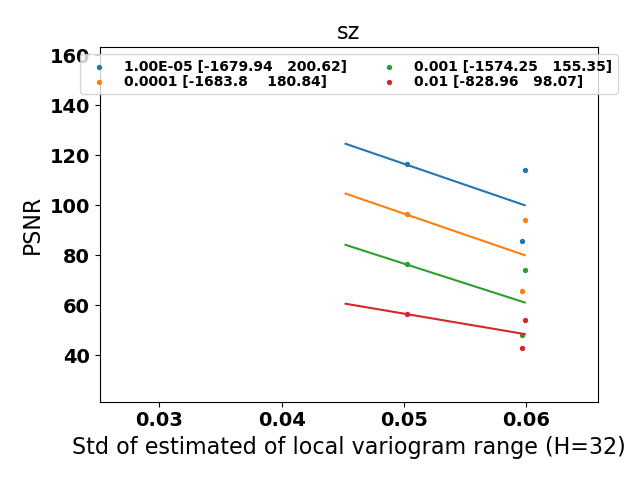 sz
1.00E-05 [-1679.94 200.62]
0.0001 [-1683.8 180.84]
0.001 [-1574.25 155.35]
0.01 [-828.96 98.07]
160
140
120
100
80
60
40
PSNR
0.03 0.04 0.05 0.06
Std of estimated of local variogram range (H=32)